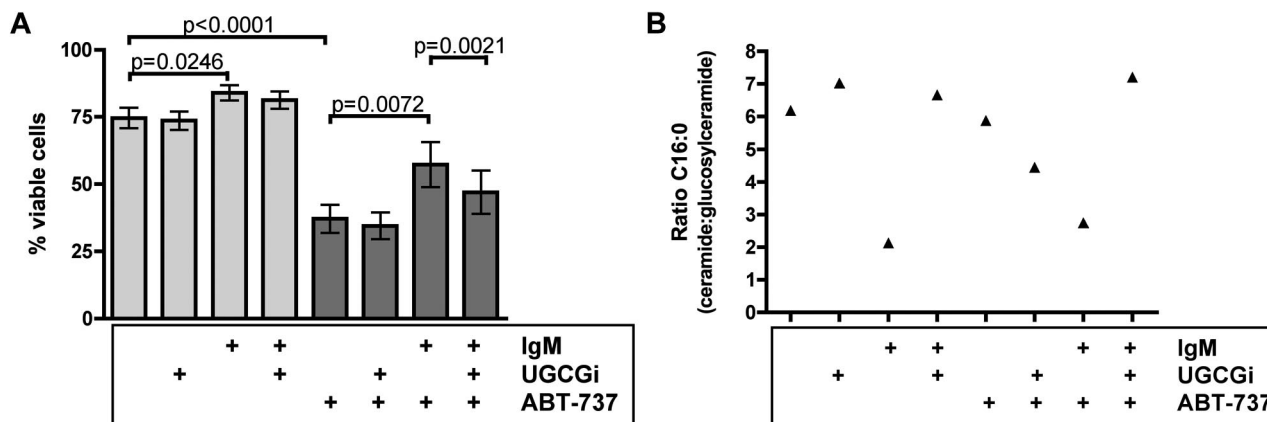 A
p<0.0001
p=0.0246
p=0.0072
p=0.0021
% viable cells
100
75
50
25
0
+ + + + IgM
+ + + + UGCGi
+ + + + ABT-737
B
Ratio C16:0
(ceramide:glucosylceramide)
8
7
6
5
4
3
2
1
0
+ + + + IgM
+ + + + UGCGi
+ + + + ABT-737